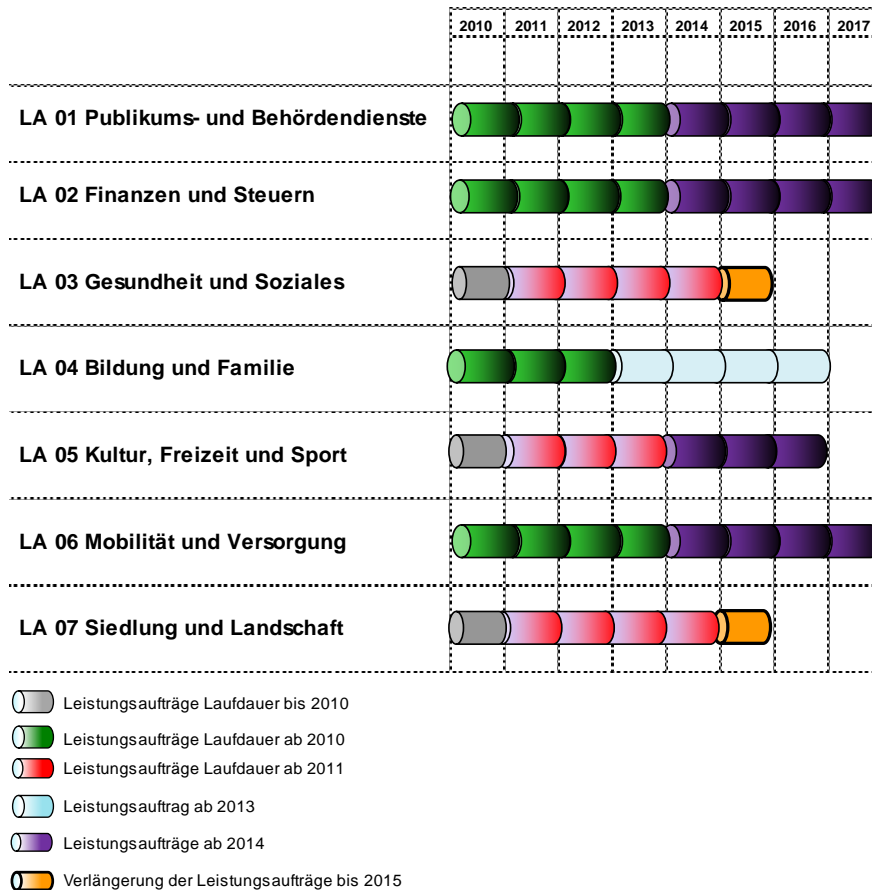 2010 2011 2012 2013 2014 2015 2016 2017
LA 01 Publikums- und Behördendienste
LA 02 Finanzen und Steuern
LA 03 Gesundheit und Soziales
LA 04 Bildung und Familie
LA 05 Kultur, Freizeit und Sport
LA 06 Mobilität und Versorgung
LA 07 Siedlung und Landschaft
Leistungsaufträge Laufdauer bis 2010
Leistungsaufträge Laufdauer ab 2010
Leistungsaufträge Laufdauer ab 2011
Leistungsauftrag ab 2013
Leistungsaufträge ab 2014
Verlängerung der Leistungsaufträge bis 2015